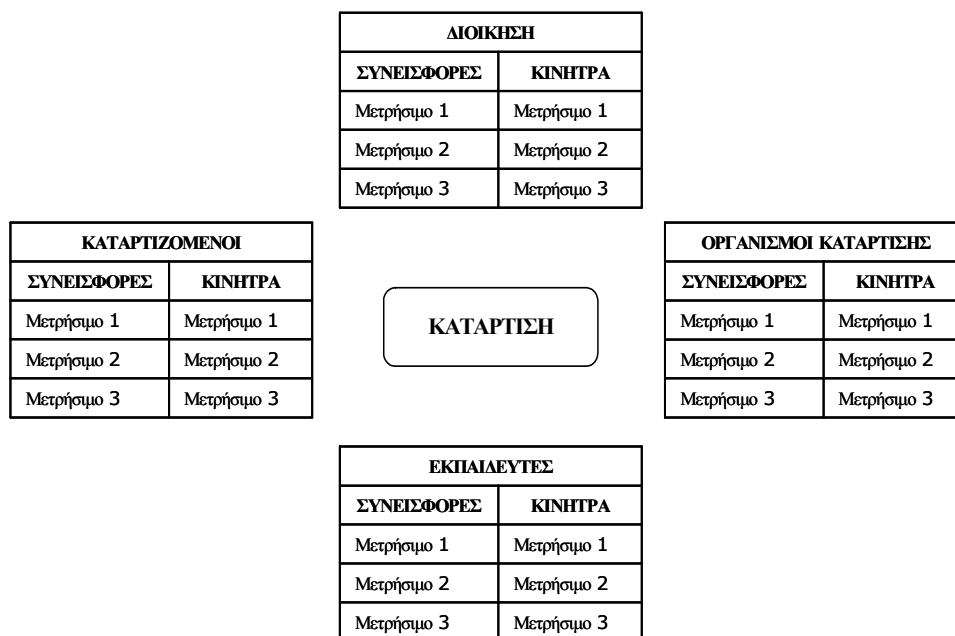 ΔΙΟΙΚΗΣΗ
ΣΥΝΕΙΣΦΟΡΕΣ ΚΙΝΗΤΡΑ
Μετρήσιμο 1 Μετρήσιμο 1
Μετρήσιμο 2 Μετρήσιμο 2
Μετρήσιμο 3 Μετρήσιμο 3
ΚΑΤΑΡΤΙΖΟΜΕΝΟΙ
ΣΥΝΕΙΣΦΟΡΕΣ ΚΙΝΗΤΡΑ
Μετρήσιμο 1 Μετρήσιμο 1
Μετρήσιμο 2 Μετρήσιμο 2
Μετρήσιμο 3 Μετρήσιμο 3
ΚΑΤΑΡΤΙΣΗ
ΟΡΓΑΝΙΣΜΟΙ ΚΑΤΑΡΤΙΣΗΣ
ΣΥΝΕΙΣΦΟΡΕΣ ΚΙΝΗΤΡΑ
Μετρήσιμο 1 Μετρήσιμο 1
Μετρήσιμο 2 Μετρήσιμο 2
Μετρήσιμο 3 Μετρήσιμο 3
ΕΚΠΑΙΔΕΥΤΕΣ
ΣΥΝΕΙΣΦΟΡΕΣ ΚΙΝΗΤΡΑ
Μετρήσιμο 1 Μετρήσιμο 1
Μετρήσιμο 2 Μετρήσιμο 2
Μετρήσιμο 3 Μετρήσιμο 3